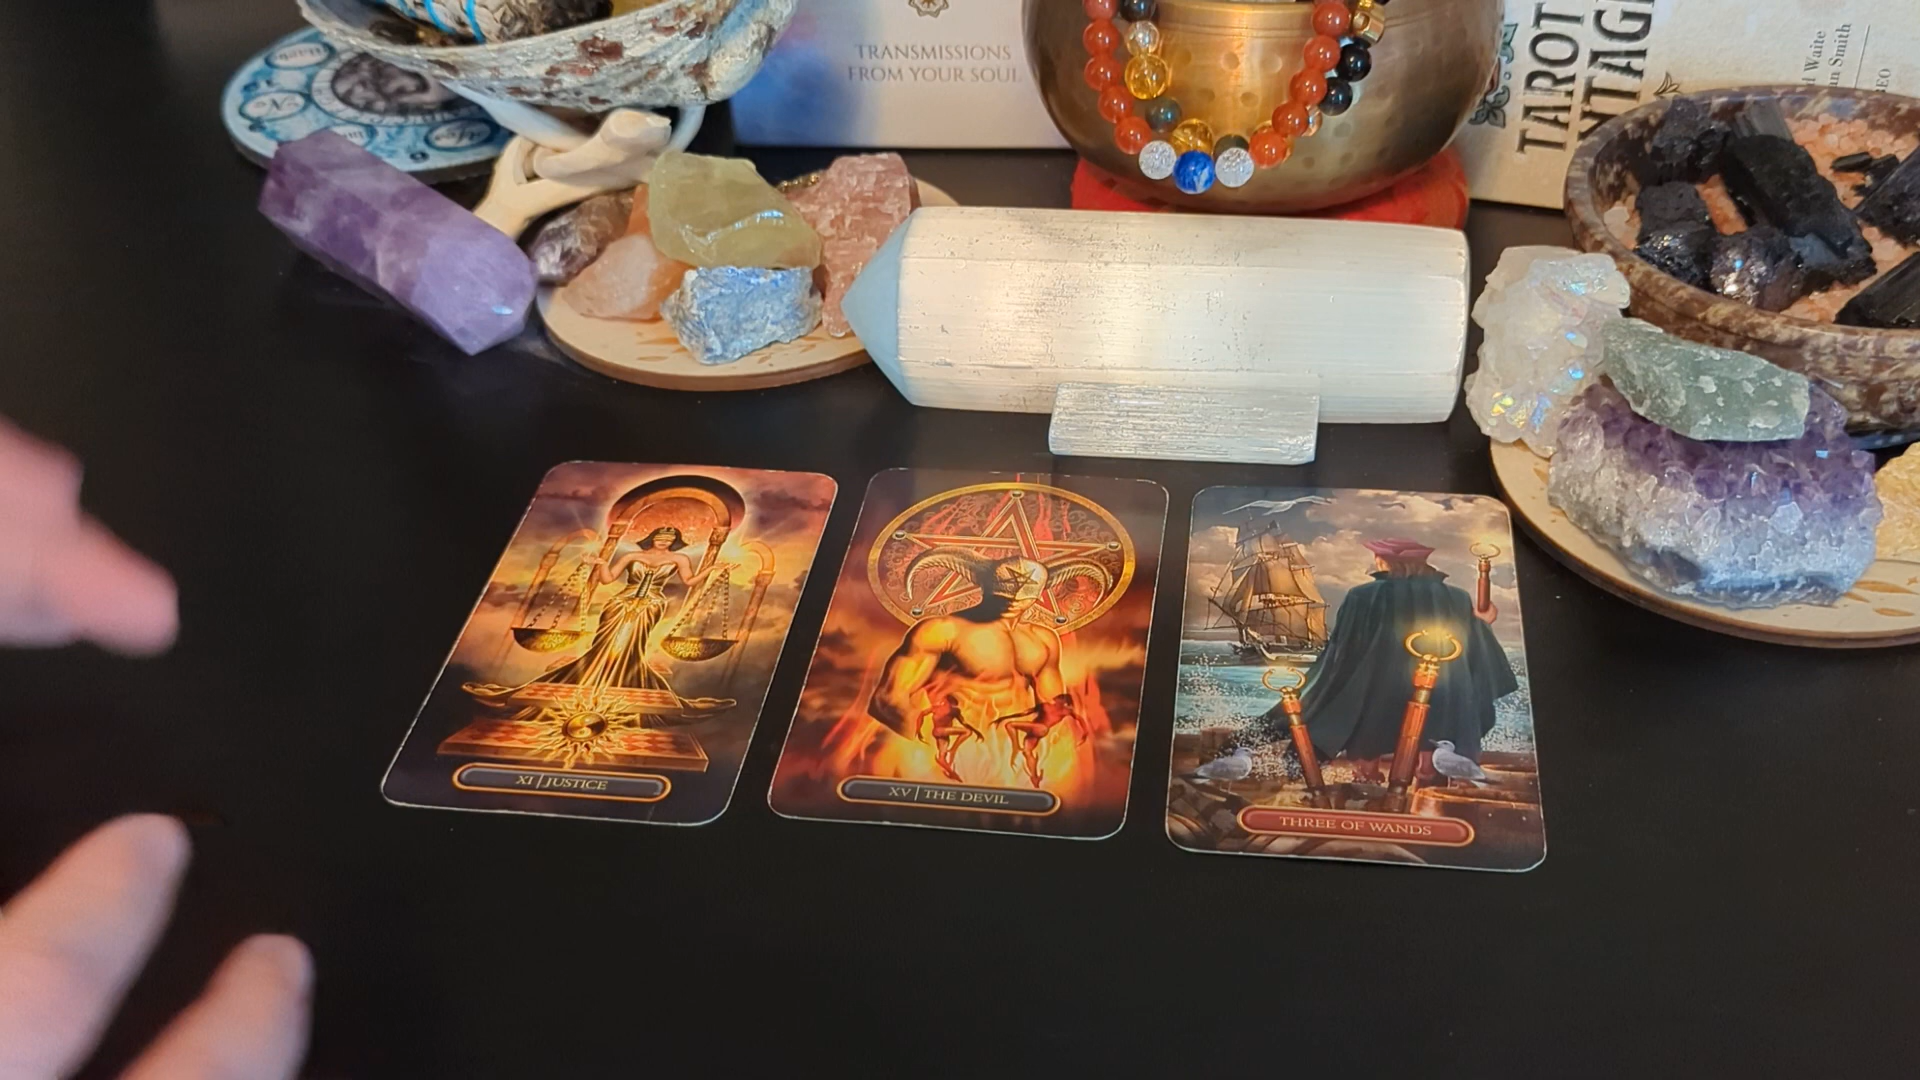 TRANSMISSIONS
FROM YOUR SOUL
TAROT
Waite
Smith
XI JUSTICE
XV THE DEVIL
THREE OF WANDS